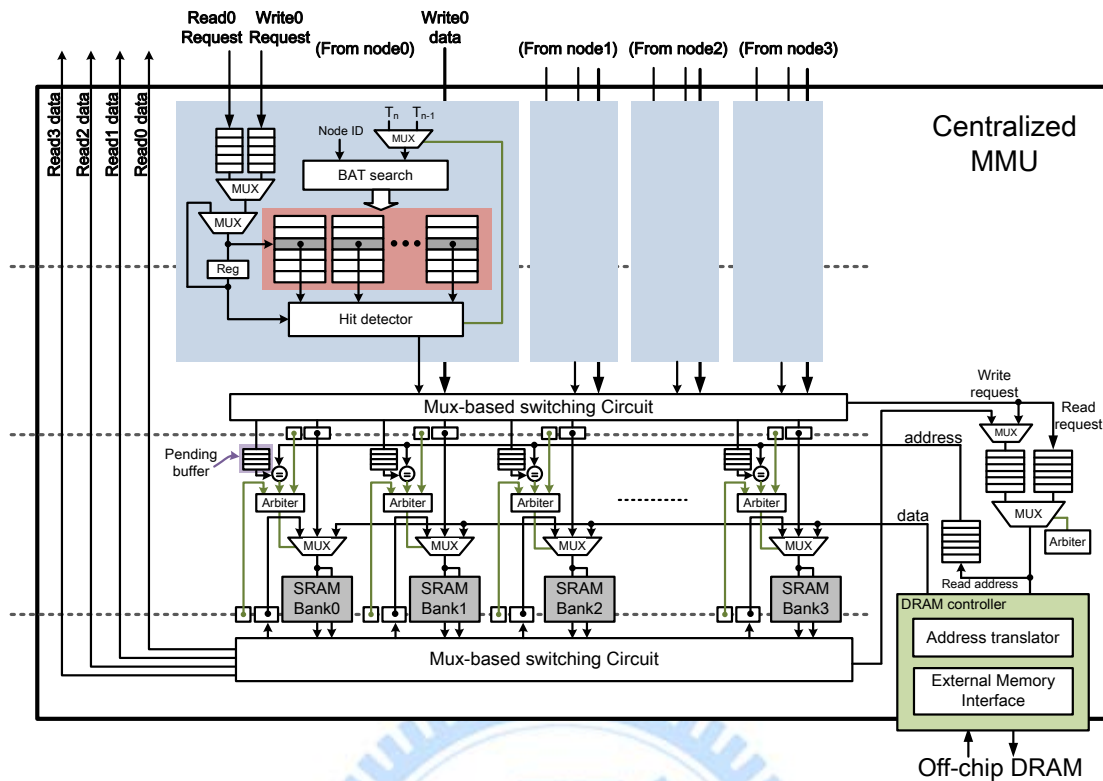 Read0
Request
Write0
Request
(From node0)
Write0
data
(From node1)
(From node2)
(From node3)
Read3 data
Read2 data
Read1 data
Read0 data
Centralized
MMU
Node ID
Tn
Tn-1
MUX
BAT search
MUX
MUX
Reg
Hit detector
Mux-based switching Circuit
Write
request
Read
request
Pending
buffer
=
=
=
=
address
MUX
Arbiter
Arbiter
Arbiter
Arbiter
data
MUX
Arbiter
MUX
MUX
MUX
MUX
Read address
SRAM
Bank0
SRAM
Bank1
SRAM
Bank2
SRAM
Bank3
DRAM controller
Address translator
External Memory
Interface
Mux-based switching Circuit
Off-chip DRAM